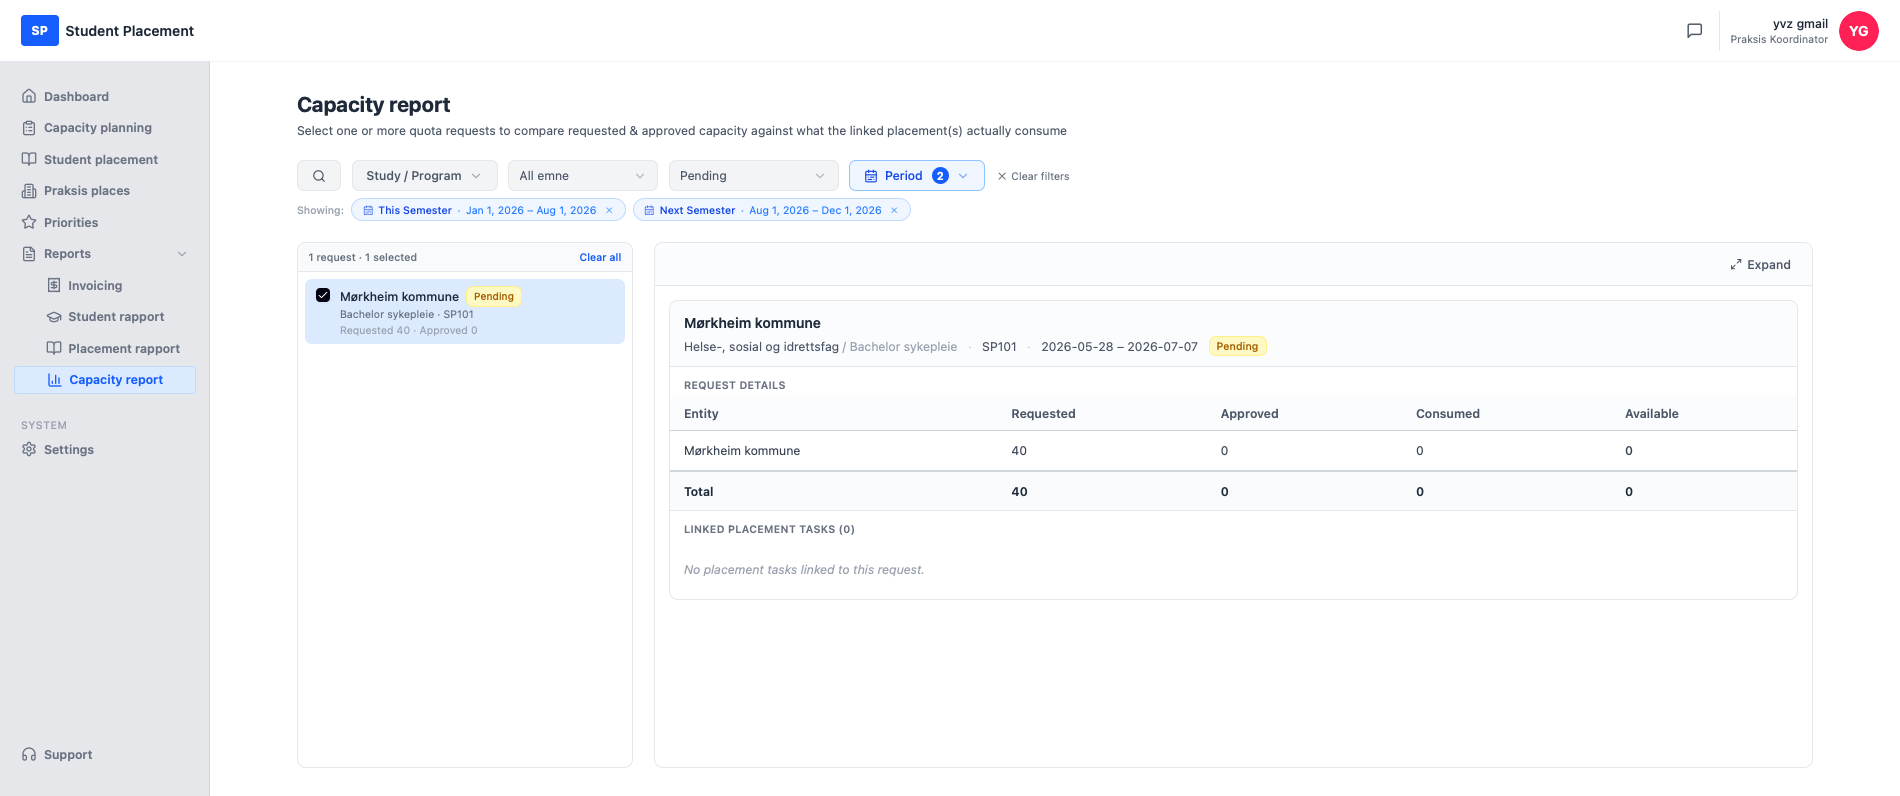 SP Student Placement
yvz gmail
Praksis Koordinator
YG
Dashboard
Capacity planning
Student placement
Praksis places
Priorities
Reports
Invoicing
Student rapport
Placement rapport
Capacity report
SYSTEM
Settings
Support
Capacity report
Select one or more quota requests to compare requested & approved capacity against what the linked placement(s) actually consume
Study / Program All emne Pending Period 2 Clear filters
Showing: This Semester · Jan 1, 2026 – Aug 1, 2026 × Next Semester · Aug 1, 2026 – Dec 1, 2026 ×
1 request · 1 selected Clear all
Mørkheim kommune Pending
Bachelor sykepleie · SP101
Requested 40 · Approved 0
Expand
Mørkheim kommune
Helse-, sosial og idrettsfag / Bachelor sykepleie · SP101 · 2026-05-28 – 2026-07-07 Pending
REQUEST DETAILS
Entity Requested Approved Consumed Available
Mørkheim kommune 40 0 0 0
Total 40 0 0 0
LINKED PLACEMENT TASKS (0)
No placement tasks linked to this request.